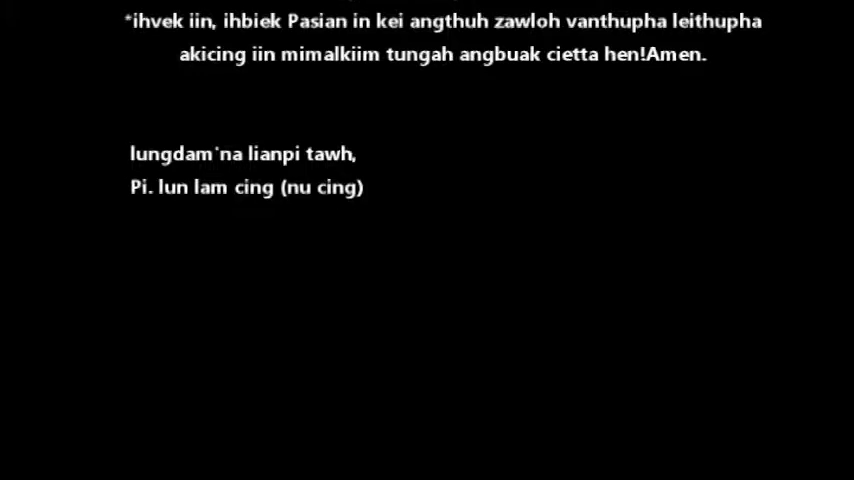 *ihvek iin, ihbiek Pasian in kei angthuh zawloh vanthupha leithupha
akicing iin mimalkiim tungah angbuak cietta hen!Amen.
lungdam'na lianpi tawh,
Pi. lun lam cing (nu cing)